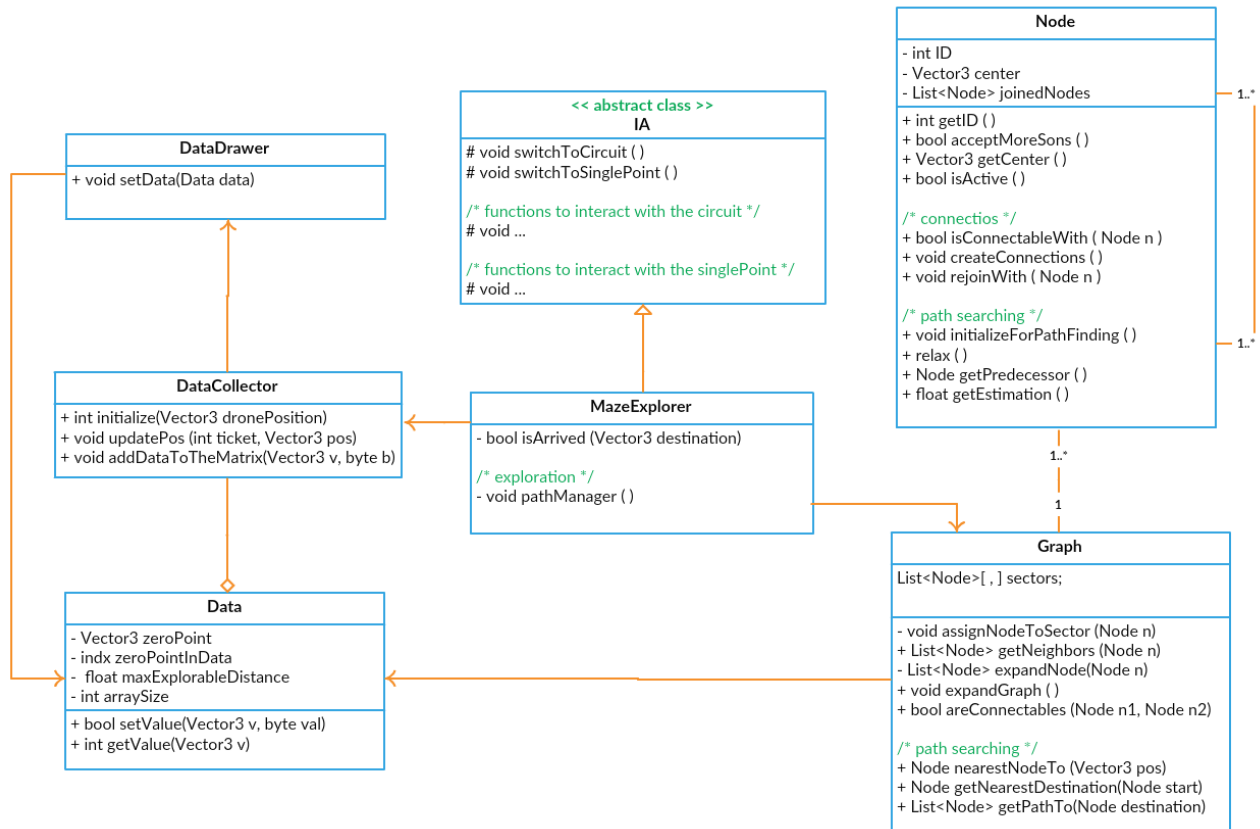 DataDrawer
+ void setData(Data data)
<< abstract class >>
IA
# void switchToCircuit ( )
# void switchToSinglePoint ( )
/* functions to interact with the circuit */
# void ...
/* functions to interact with the singlePoint */
# void ...
Node
- int ID
- Vector3 center
- List<Node> joinedNodes
+ int getID ( )
+ bool acceptMoreSons ( )
+ Vector3 getCenter ( )
+ bool isActive ( )
/* connectios */
+ bool isConnectableWith ( Node n )
+ void createConnections ( )
+ void rejoinWith ( Node n )
/* path searching */
+ void initializeForPathFinding ( )
+ relax ( )
+ Node getPredecessor ( )
+ float getEstimation ( )
1..*
1..*
DataCollector
+ int initialize(Vector3 dronePosition)
+ void updatePos (int ticket, Vector3 pos)
+ void addDataToTheMatrix(Vector3 v, byte b)
MazeExplorer
- bool isArrived (Vector3 destination)
/* exploration */
- void pathManager ( )
1..*
1
Data
- Vector3 zeroPoint
- indx zeroPointInData
- float maxExplorableDistance
- int arraySize
+ bool setValue(Vector3 v, byte val)
+ int getValue(Vector3 v)
Graph
List<Node>[ , ] sectors;
- void assignNodeToSector (Node n)
+ List<Node> getNeighbors (Node n)
- List<Node> expandNode(Node n)
+ void expandGraph ( )
+ bool areConnectables (Node n1, Node n2)
/* path searching */
+ Node nearestNodeTo (Vector3 pos)
+ Node getNearestDestination(Node start)
+ List<Node> getPathTo(Node destination)